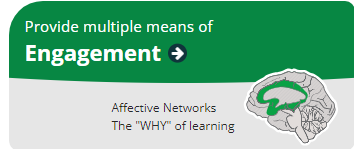 Provide multiple means of
Engagement
Affective Networks
The "WHY" of learning